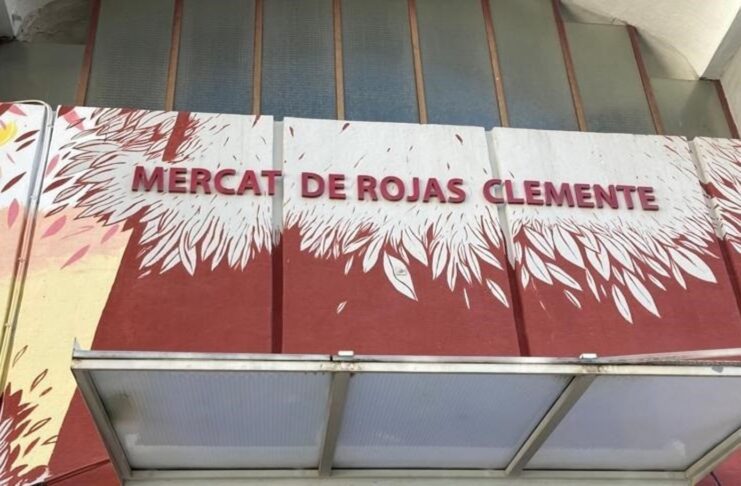 MERCAT DE ROJAS CLEMENTE